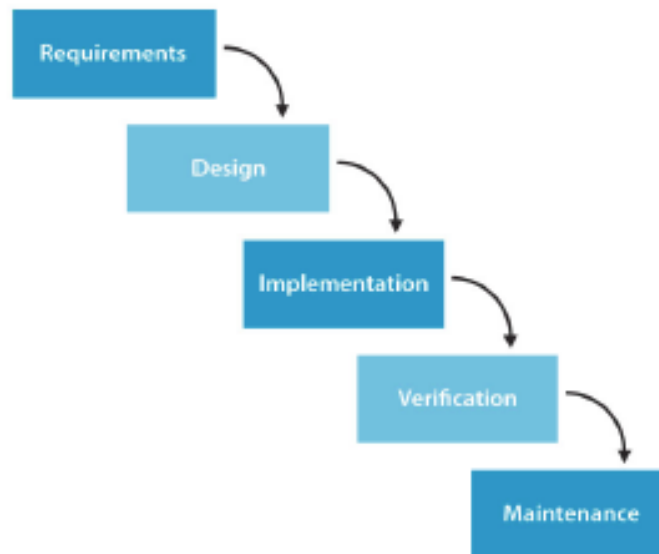 Requirements
Design
Implementation
Verification
Maintenance